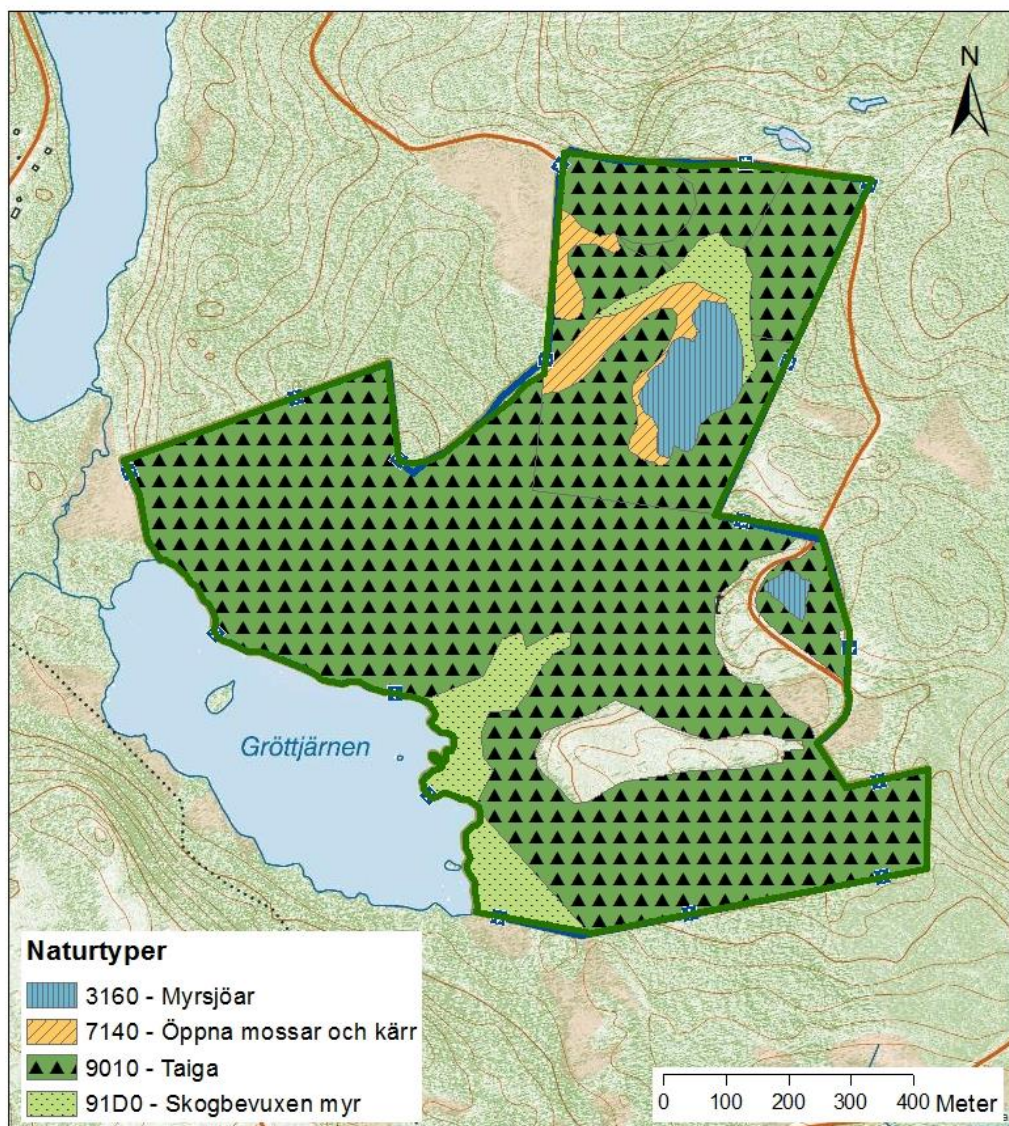 N
Gröttjärnen
Naturtyper
3160 - Myrsjöar
7140 - Öppna mossar och kärr
9010 - Taiga
91D0 - Skogbevuxen myr
0 100 200 300 400 Meter